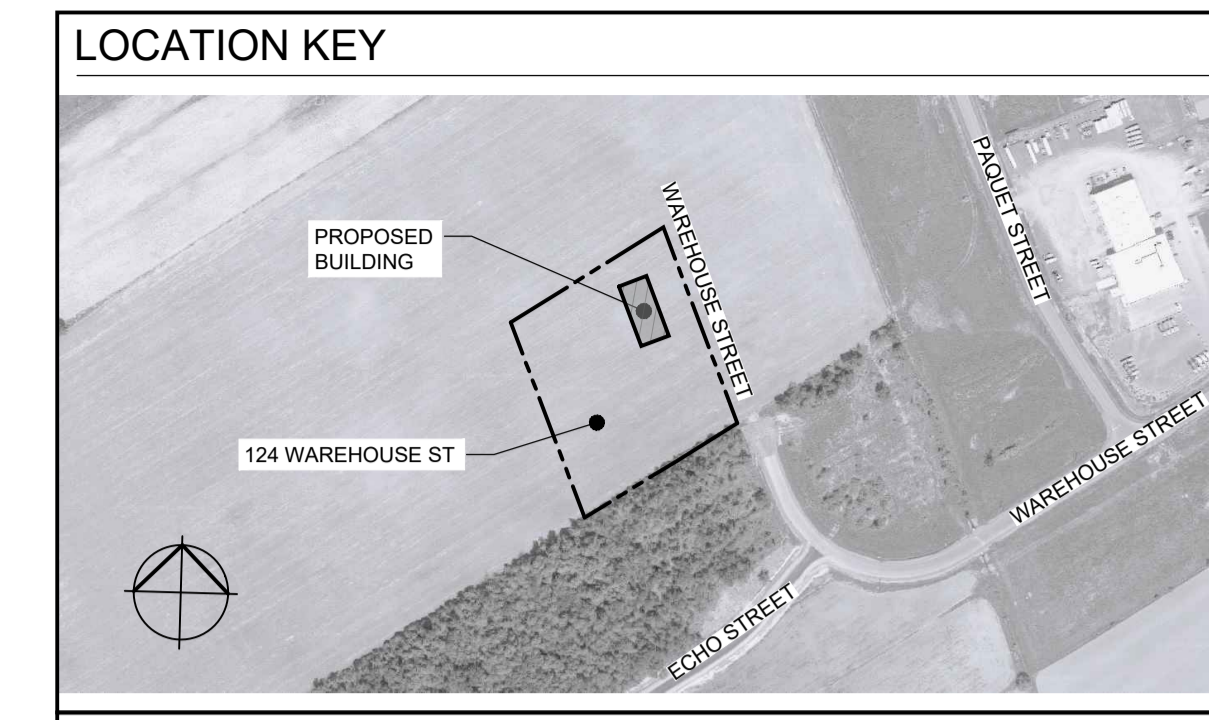 LOCATION KEY
PAQUET STREET
WAREHOUSE STREET
PROPOSED
BUILDING
124 WAREHOUSE ST
WAREHOUSE STREET
ECHO STREET